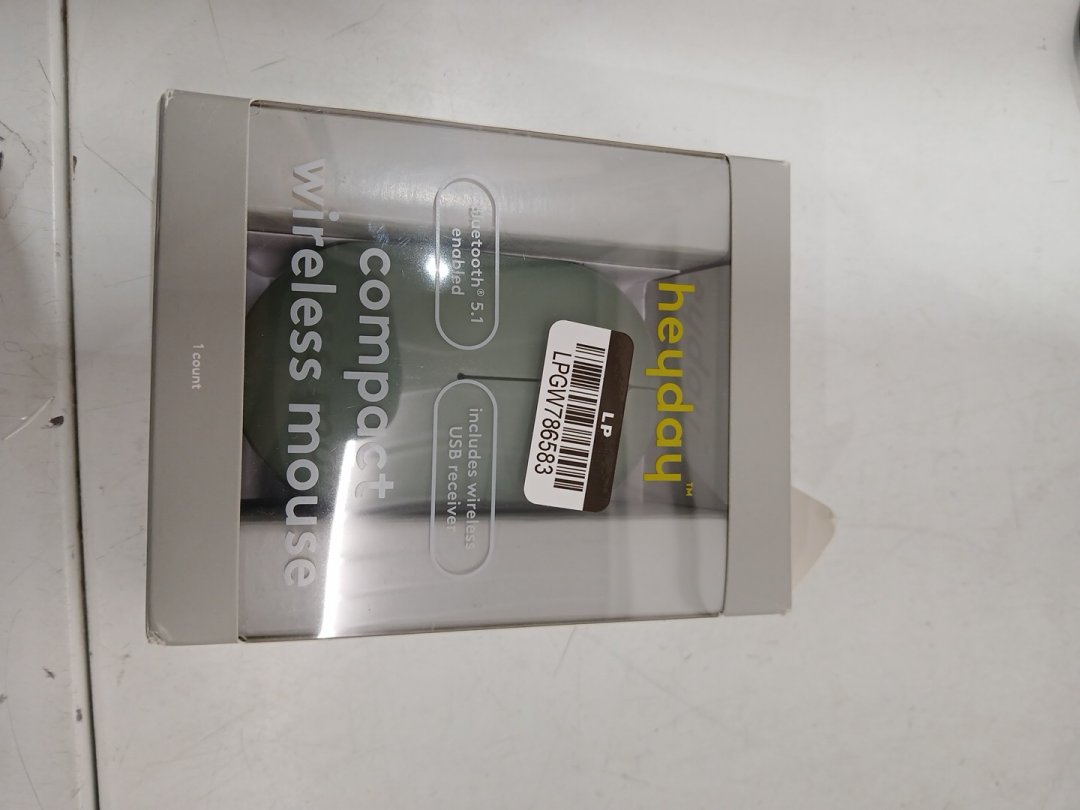 heyday™
LP
LPGW786583
Bluetooth® 5.1
enabled
includes wireless
USB receiver
compact
wireless mouse
1 count